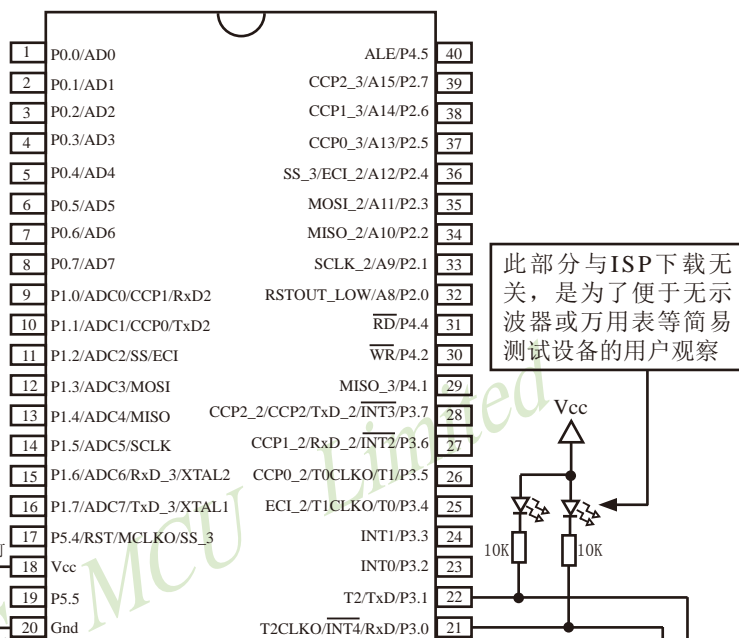 1 P0.0/AD0 ALE/P4.5 40
2 P0.1/AD1 CCP2_3/A15/P2.7 39
3 P0.2/AD2 CCP1_3/A14/P2.6 38
4 P0.3/AD3 CCP0_3/A13/P2.5 37
5 P0.4/AD4 SS_3/ECI_2/A12/P2.4 36
6 P0.5/AD5 MOSI_2/A11/P2.3 35
7 P0.6/AD6 MISO_2/A10/P2.2 34
8 P0.7/AD7 SCLK_2/A9/P2.1 33
9 P1.0/ADC0/CCP1/RxD2 RSTOUT_LOW/A8/P2.0 32
10 P1.1/ADC1/CCP0/TxD2 RD/P4.4 31
11 P1.2/ADC2/SS/ECI WR/P4.2 30
12 P1.3/ADC3/MOSI MISO_3/P4.1 29
13 P1.4/ADC4/MISO CCP2_2/CCP2/TxD_2/INT3/P3.7 28
14 P1.5/ADC5/SCLK CCP1_2/RxD_2/INT2/P3.6 27
15 P1.6/ADC6/RxD_3/XTAL2 CCP0_2/T0CLKO/T1/P3.5 26
16 P1.7/ADC7/TxD_3/XTAL1 ECI_2/T1CLKO/T0/P3.4 25
17 P5.4/RST/MCLKO/SS_3 INT1/P3.3 24
18 Vcc INT0/P3.2 23
19 P5.5 T2/TxD/P3.1 22
20 Gnd T2CLKO/INT4/RxD/P3.0 21
此部分与ISP下载无
关，是为了便于无示
波器或万用表等简易
测试设备的用户观察
Vcc
10K 10K
MCU Limited